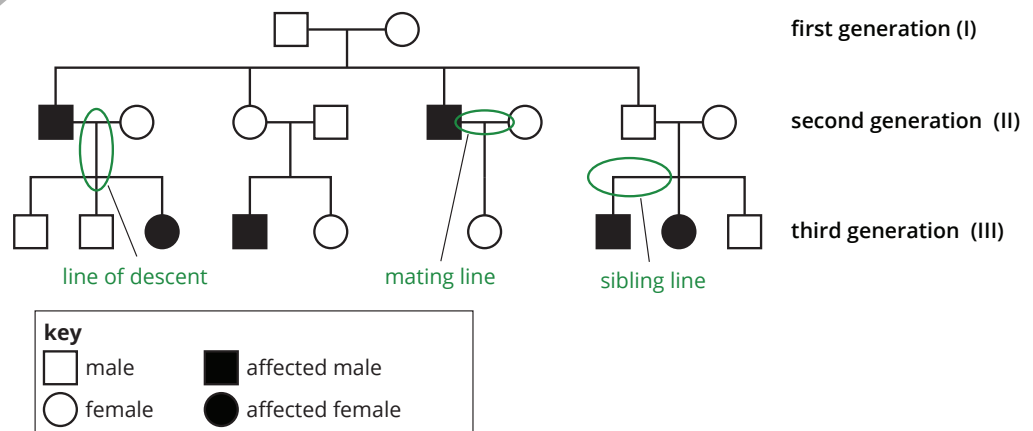 first generation (I)
second generation (II)
third generation (III)
line of descent
mating line
sibling line
key
male
affected male
female
affected female